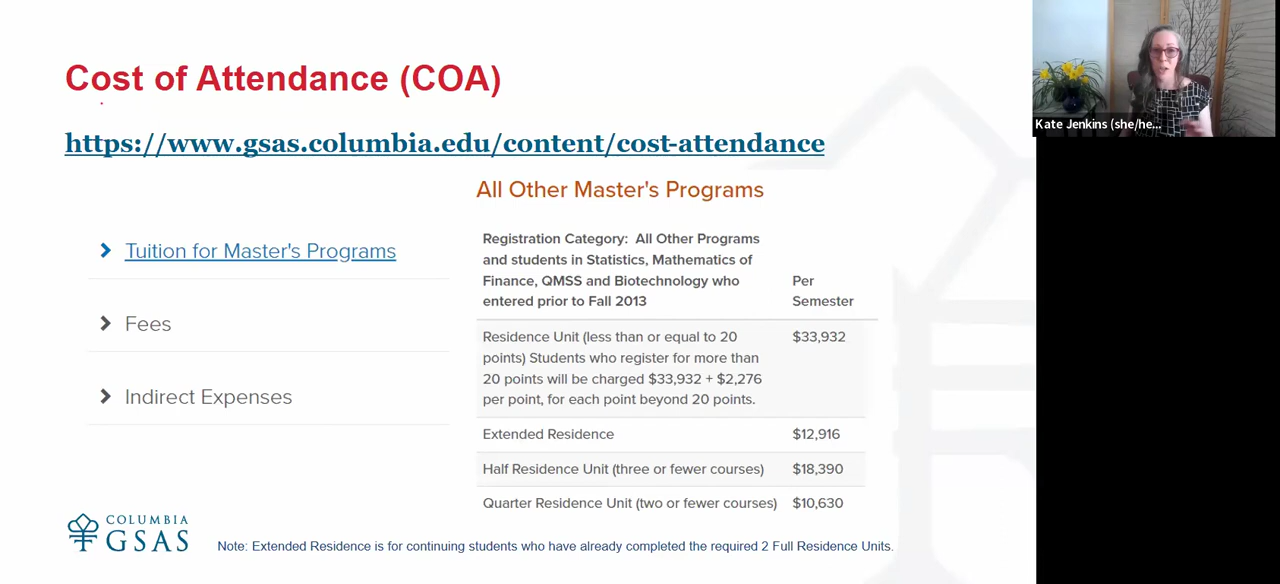 Cost of Attendance (COA)
https://www.gsas.columbia.edu/content/cost-attendance
Tuition for Master's Programs
Fees
Indirect Expenses
All Other Master's Programs
Registration Category: All Other Programs
and students in Statistics, Mathematics of
Finance, QMSS and Biotechnology who
entered prior to Fall 2013
Per
Semester
Residence Unit (less than or equal to 20
points) Students who register for more than
20 points will be charged $33,932 + $2,276
per point, for each point beyond 20 points.
$33,932
Extended Residence $12,916
Half Residence Unit (three or fewer courses) $18,390
Quarter Residence Unit (two or fewer courses) $10,630
COLUMBIA
GSAS
Note: Extended Residence is for continuing students who have already completed the required 2 Full Residence Units.
Kate Jenkins (she/he...